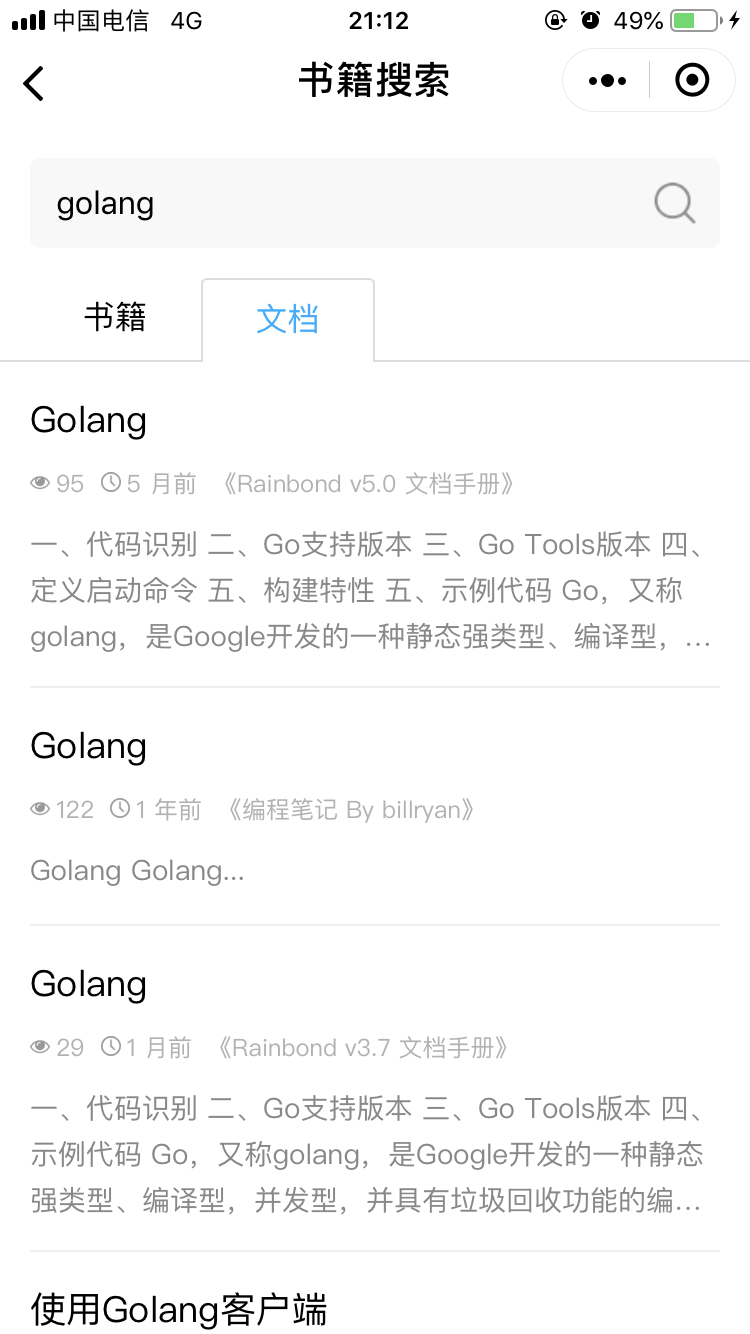 中国电信 4G 21:12 49%
书籍搜索
golang
书籍 文档
Golang
95 5 月前 《Rainbond v5.0 文档手册》
一、代码识别 二、Go支持版本 三、Go Tools版本 四、
定义启动命令 五、构建特性 五、示例代码 Go，又称
golang，是Google开发的一种静态强类型、编译型，...
Golang
122 1 年前 《编程笔记 By billryan》
Golang Golang...
Golang
29 1 月前 《Rainbond v3.7 文档手册》
一、代码识别 二、Go支持版本 三、Go Tools版本 四、
示例代码 Go，又称golang，是Google开发的一种静态
强类型、编译型，并发型，并具有垃圾回收功能的编...
使用Golang客户端